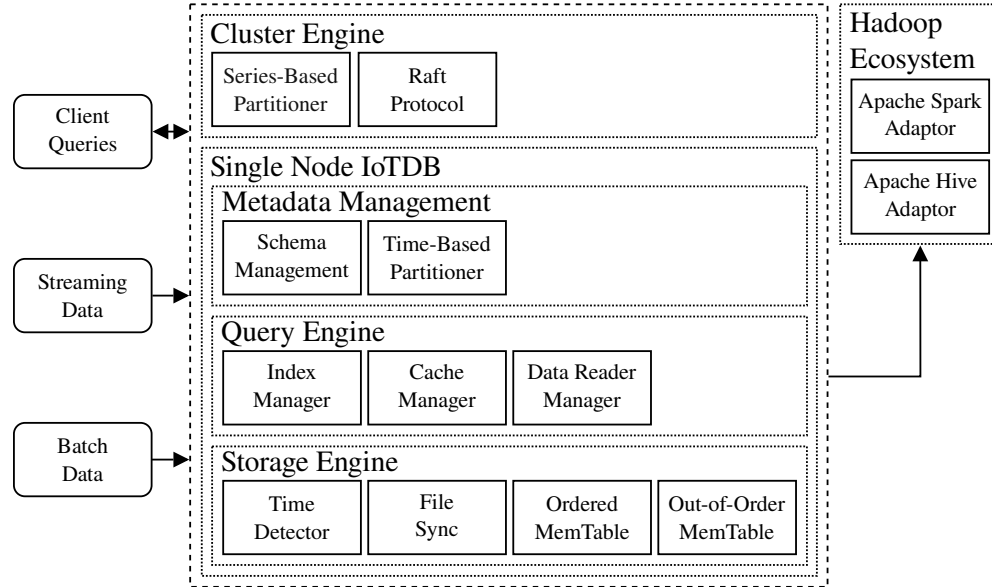 Client
Queries
Streaming
Data
Batch
Data
Cluster Engine
Series-Based
Partitioner
Raft
Protocol
Single Node IoTDB
Metadata Management
Schema
Management
Time-Based
Partitioner
Query Engine
Index
Manager
Cache
Manager
Data Reader
Manager
Storage Engine
Time
Detector
File
Sync
Ordered
MemTable
Out-of-Order
MemTable
Hadoop
Ecosystem
Apache Spark
Adaptor
Apache Hive
Adaptor